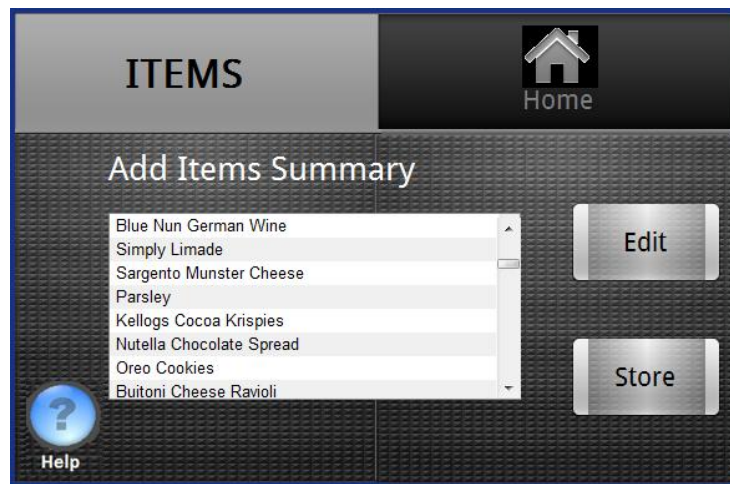 ITEMS
Home
Add Items Summary
Blue Nun German Wine
Simply Limade
Sargento Munster Cheese
Parsley
Kellogs Cocoa Krispies
Nutella Chocolate Spread
Oreo Cookies
Buitoni Cheese Ravioli
Edit
Store
?
Help